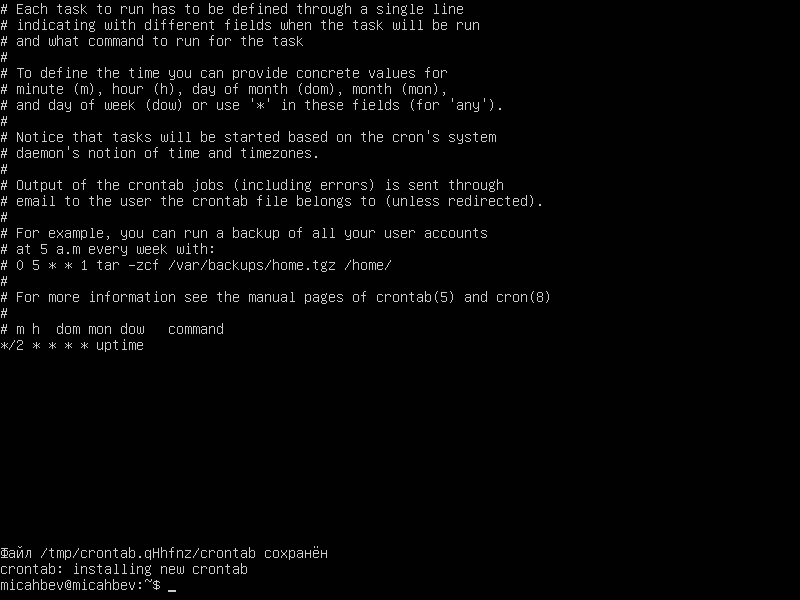 # Each task to run has to be defined through a single line
# indicating with different fields when the task will be run
# and what command to run for the task
#
# To define the time you can provide concrete values for
# minute (m), hour (h), day of month (dom), month (mon),
# and day of week (dow) or use '*' in these fields (for 'any').
#
# Notice that tasks will be started based on the cron's system
# daemon's notion of time and timezones.
#
# Output of the crontab jobs (including errors) is sent through
# email to the user the crontab file belongs to (unless redirected).
#
# For example, you can run a backup of all your user accounts
# at 5 a.m every week with:
# 0 5 * * 1 tar -zcf /var/backups/home.tgz /home/
#
# For more information see the manual pages of crontab(5) and cron(8)
#
# m h  dom mon dow   command
*/2 * * * * uptime
Файл /tmp/crontab.qHhfnz/crontab сохранён
crontab: installing new crontab
micahbev@micahbev:~$ _